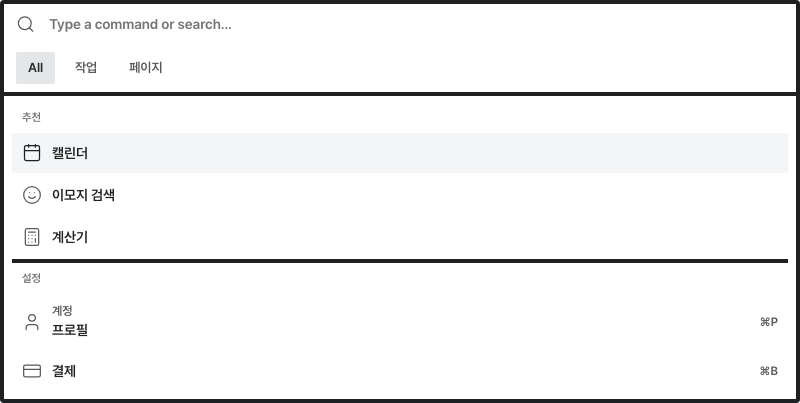 Type a command or search...
All 작업 페이지
추천
캘린더
이모지 검색
계산기
설정
계정
프로필 ⌘P
결제 ⌘B